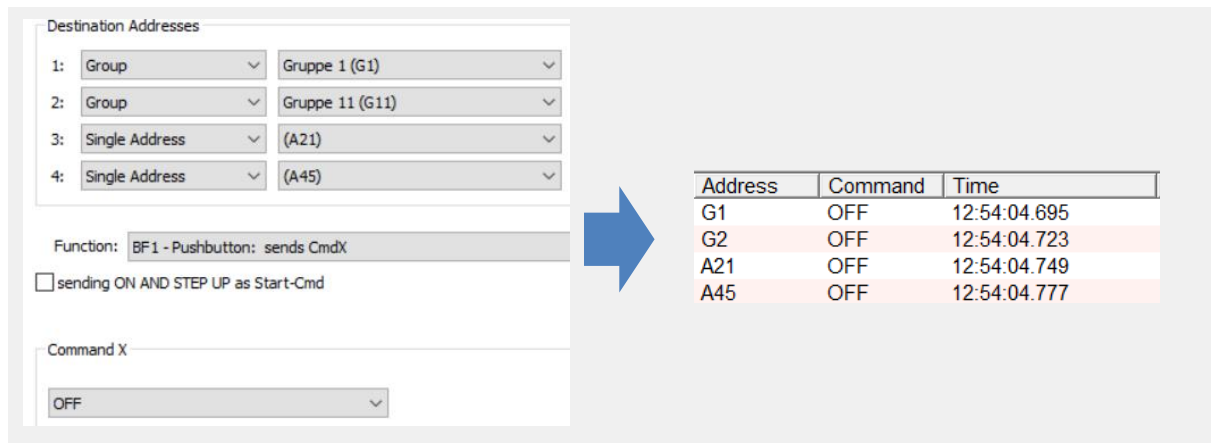 Destination Addresses
1: Group Gruppe 1 (G1)
2: Group Gruppe 11 (G11)
3: Single Address (A21)
4: Single Address (A45)
Function: BF1 - Pushbutton: sends CmdX
sending ON AND STEP UP as Start-Cmd
Command X
OFF
Address Command Time
G1 OFF 12:54:04.695
G2 OFF 12:54:04.723
A21 OFF 12:54:04.749
A45 OFF 12:54:04.777